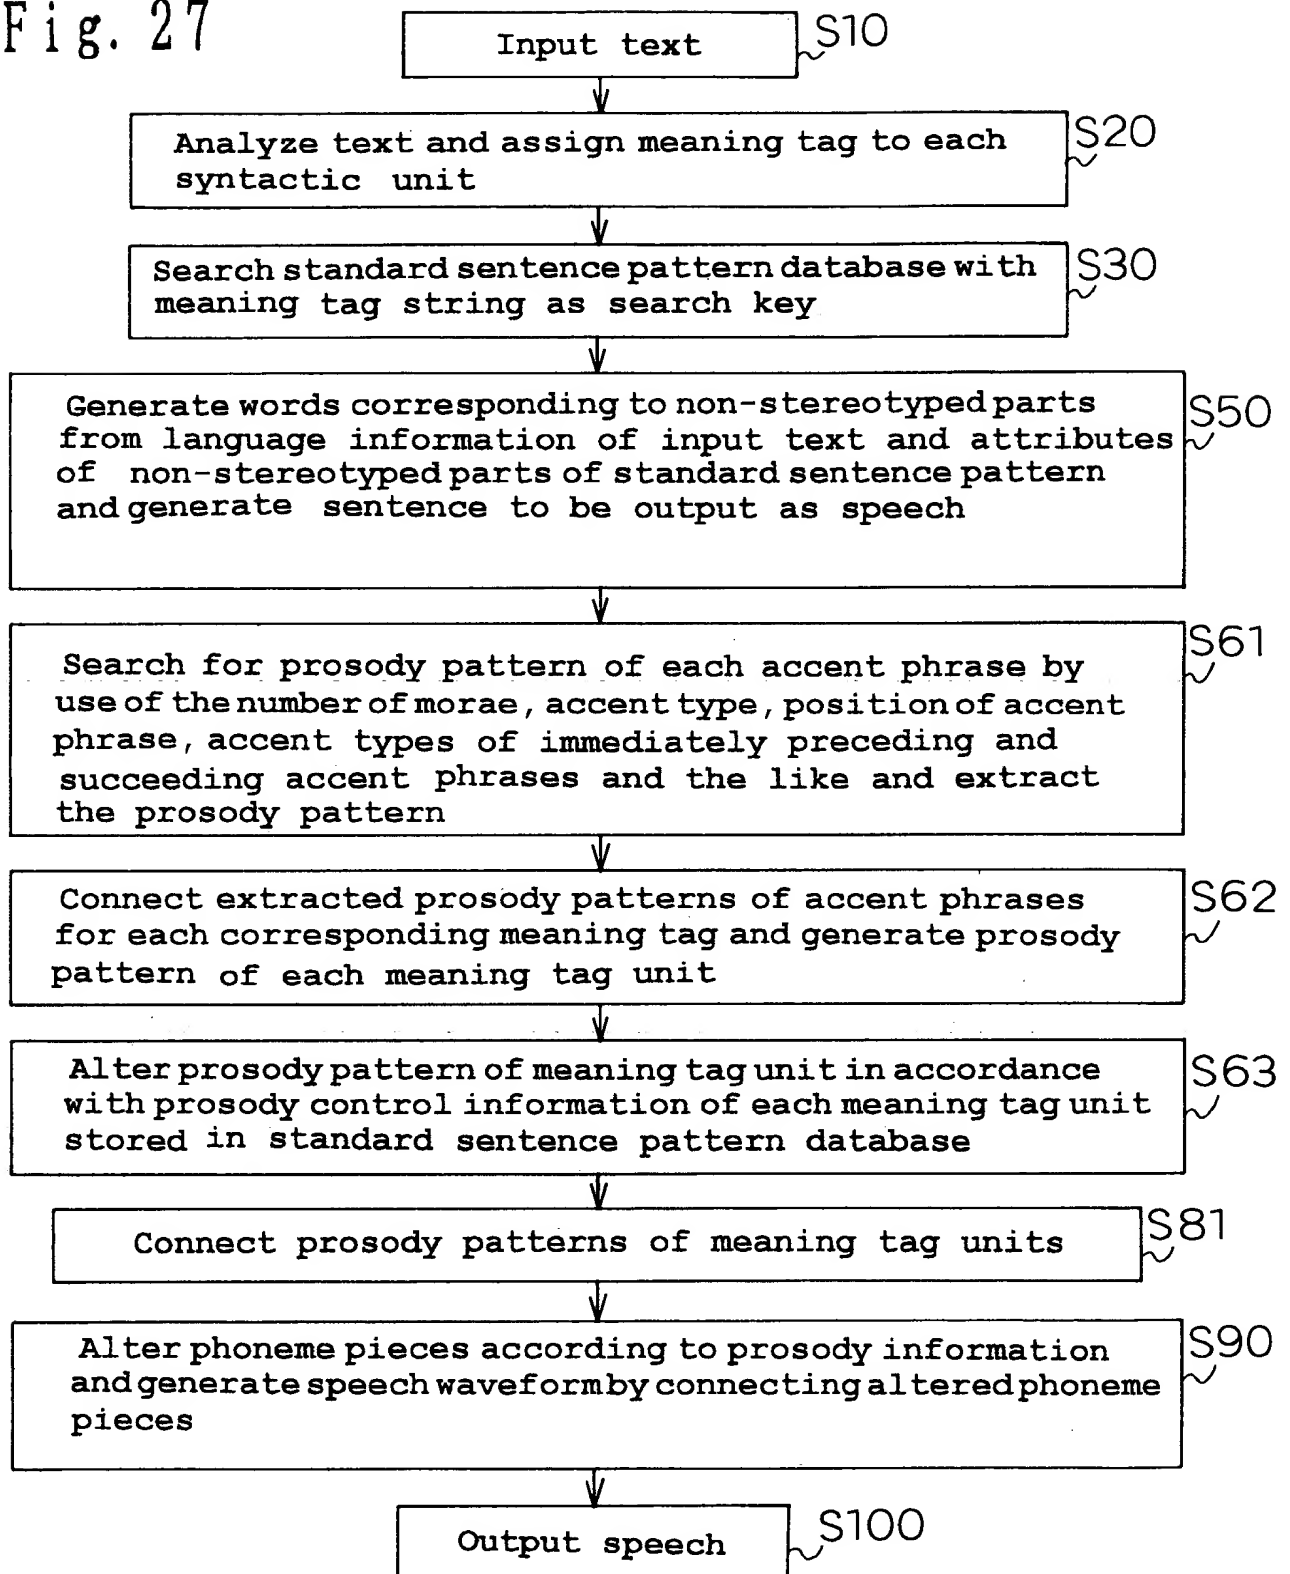 Fig. 27
Input text
S10
Analyze text and assign meaning tag to each
syntactic unit
S20
Search standard sentence pattern database with
meaning tag string as search key
S30
Generate words corresponding to non-stereotyped parts
from language information of input text and attributes
of non-stereotyped parts of standard sentence pattern
and generate sentence to be output as speech
S50
Search for prosody pattern of each accent phrase by
use of the number of morae, accent type, position of accent
phrase, accent types of immediately preceding and
succeeding accent phrases and the like and extract
the prosody pattern
S61
Connect extracted prosody patterns of accent phrases
for each corresponding meaning tag and generate prosody
pattern of each meaning tag unit
S62
Alter prosody pattern of meaning tag unit in accordance
with prosody control information of each meaning tag unit
stored in standard sentence pattern database
S63
Connect prosody patterns of meaning tag units
S81
Alter phoneme pieces according to prosody information
and generate speech waveform by connecting altered phoneme
pieces
S90
Output speech
S100